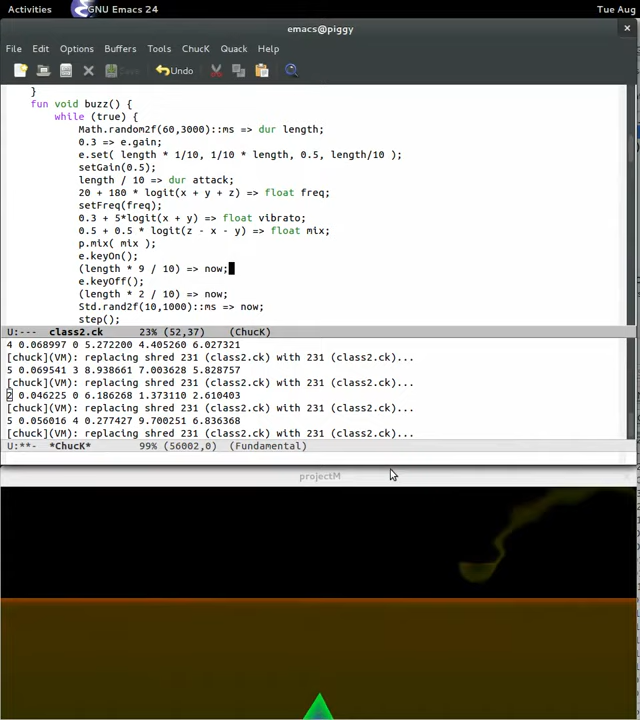 Activities GNU Emacs 24 Tue Aug
emacs@piggy
File Edit Options Buffers Tools ChucK Quack Help
Save Undo
}
fun void buzz() {
while (true) {
Math.random2f(60,3000)::ms => dur length;
0.3 => e.gain;
e.set( length * 1/10, 1/10 * length, 0.5, length/10 );
setGain(0.5);
length / 10 => dur attack;
20 + 180 * logit(x + y + z) => float freq;
setFreq(freq);
0.3 + 5*logit(x + y) => float vibrato;
0.5 + 0.5 * logit(z - x - y) => float mix;
p.mix( mix );
e.keyOn();
(length * 9 / 10) => now;
e.keyOff();
(length * 2 / 10) => now;
Std.rand2f(10,1000)::ms => now;
step();
U:--- class2.ck 23% (52,37) (ChucK)
4 0.068997 0 5.272200 4.405260 6.027321
[chuck](VM): replacing shred 231 (class2.ck) with 231 (class2.ck)...
5 0.069541 3 8.938661 7.003628 5.828757
[chuck](VM): replacing shred 231 (class2.ck) with 231 (class2.ck)...
2 0.046225 0 6.186268 1.373110 2.610403
[chuck](VM): replacing shred 231 (class2.ck) with 231 (class2.ck)...
5 0.056016 4 0.277427 9.700251 6.836368
[chuck](VM): replacing shred 231 (class2.ck) with 231 (class2.ck)...
U:**- *ChucK* 99% (56002,0) (Fundamental)
projectM